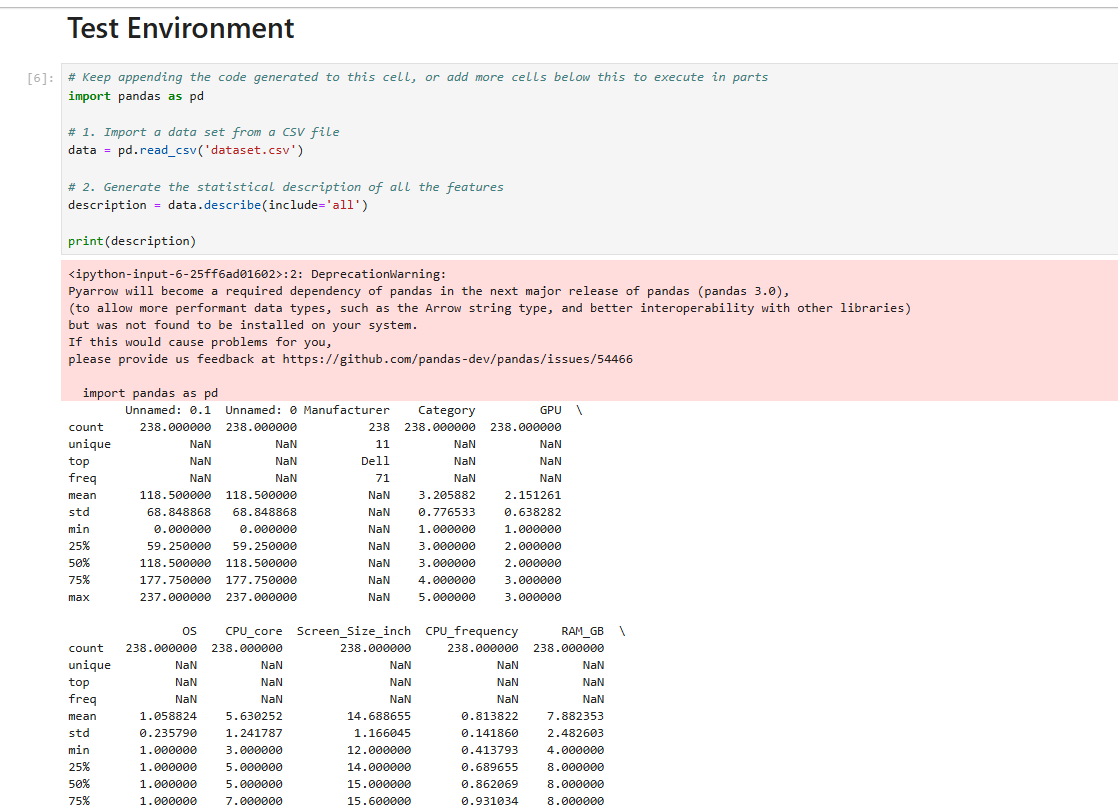 Test Environment
[6]: # Keep appending the code generated to this cell, or add more cells below this to execute in parts
import pandas as pd
# 1. Import a data set from a CSV file
data = pd.read_csv('dataset.csv')
# 2. Generate the statistical description of all the features
description = data.describe(include='all')
print(description)
<ipython-input-6-25ff6ad01602>:2: DeprecationWarning:
Pyarrow will become a required dependency of pandas in the next major release of pandas (pandas 3.0),
(to allow more performant data types, such as the Arrow string type, and better interoperability with other libraries)
but was not found to be installed on your system.
If this would cause problems for you,
please provide us feedback at https://github.com/pandas-dev/pandas/issues/54466
import pandas as pd
Unnamed: 0.1 Unnamed: 0 Manufacturer Category GPU \
count 238.000000 238.000000 238 238.000000 238.000000
unique NaN NaN 11 NaN NaN
top NaN NaN Dell NaN NaN
freq NaN NaN 71 NaN NaN
mean 118.500000 118.500000 NaN 3.205882 2.151261
std 68.848868 68.848868 NaN 0.776533 0.638282
min 0.000000 0.000000 NaN 1.000000 1.000000
25% 59.250000 59.250000 NaN 3.000000 2.000000
50% 118.500000 118.500000 NaN 3.000000 2.000000
75% 177.750000 177.750000 NaN 4.000000 3.000000
max 237.000000 237.000000 NaN 5.000000 3.000000
OS CPU_core Screen_Size_inch CPU_frequency RAM_GB \
count 238.000000 238.000000 238.000000 238.000000 238.000000
unique NaN NaN NaN NaN NaN
top NaN NaN NaN NaN NaN
freq NaN NaN NaN NaN NaN
mean 1.058824 5.630252 14.688655 0.813822 7.882353
std 0.235790 1.241787 1.166045 0.141860 2.482603
min 1.000000 3.000000 12.000000 0.413793 4.000000
25% 1.000000 5.000000 14.000000 0.689655 8.000000
50% 1.000000 5.000000 15.000000 0.862069 8.000000
75% 1.000000 7.000000 15.600000 0.931034 8.000000